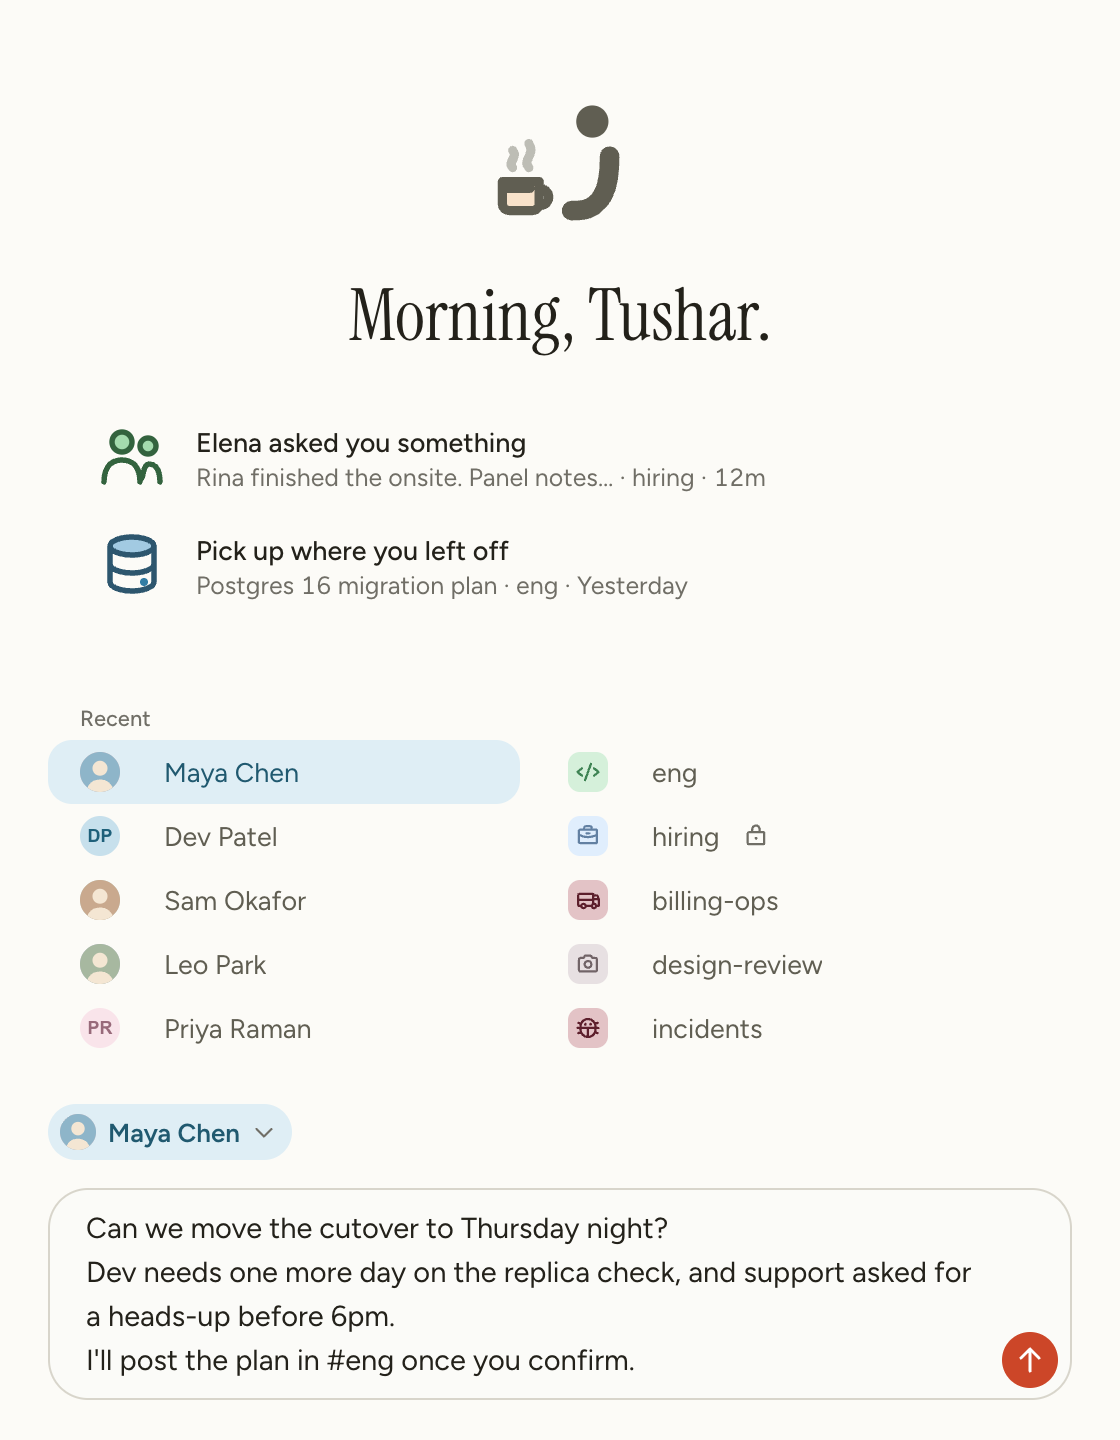 Morning, Tushar.
Elena asked you something
Rina finished the onsite. Panel notes... · hiring · 12m
Pick up where you left off
Postgres 16 migration plan · eng · Yesterday
Recent
Maya Chen
DP Dev Patel
Sam Okafor
Leo Park
PR Priya Raman
eng
hiring
billing-ops
design-review
incidents
Maya Chen
Can we move the cutover to Thursday night?
Dev needs one more day on the replica check, and support asked for
a heads-up before 6pm.
I'll post the plan in #eng once you confirm.